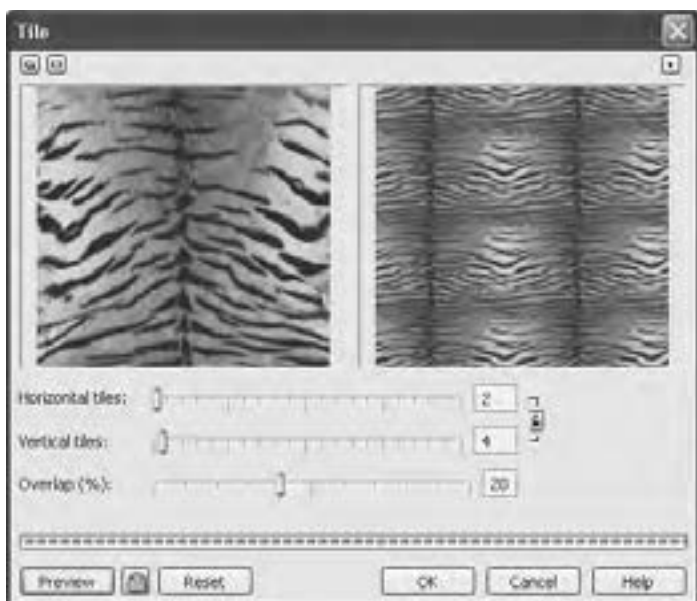 Tile
Horizontal tiles: 2
Vertical tiles: 4
Overlap (%): 20
Preview Reset OK Cancel Help